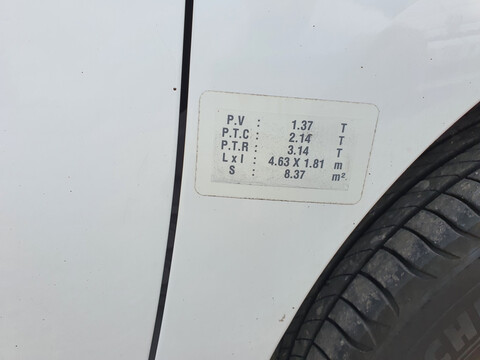 P.V : 1.37 T
P.T.C : 2.14 T
P.T.R : 3.14 T
L x l : 4.63 X 1.81 m
S : 8.37 m²